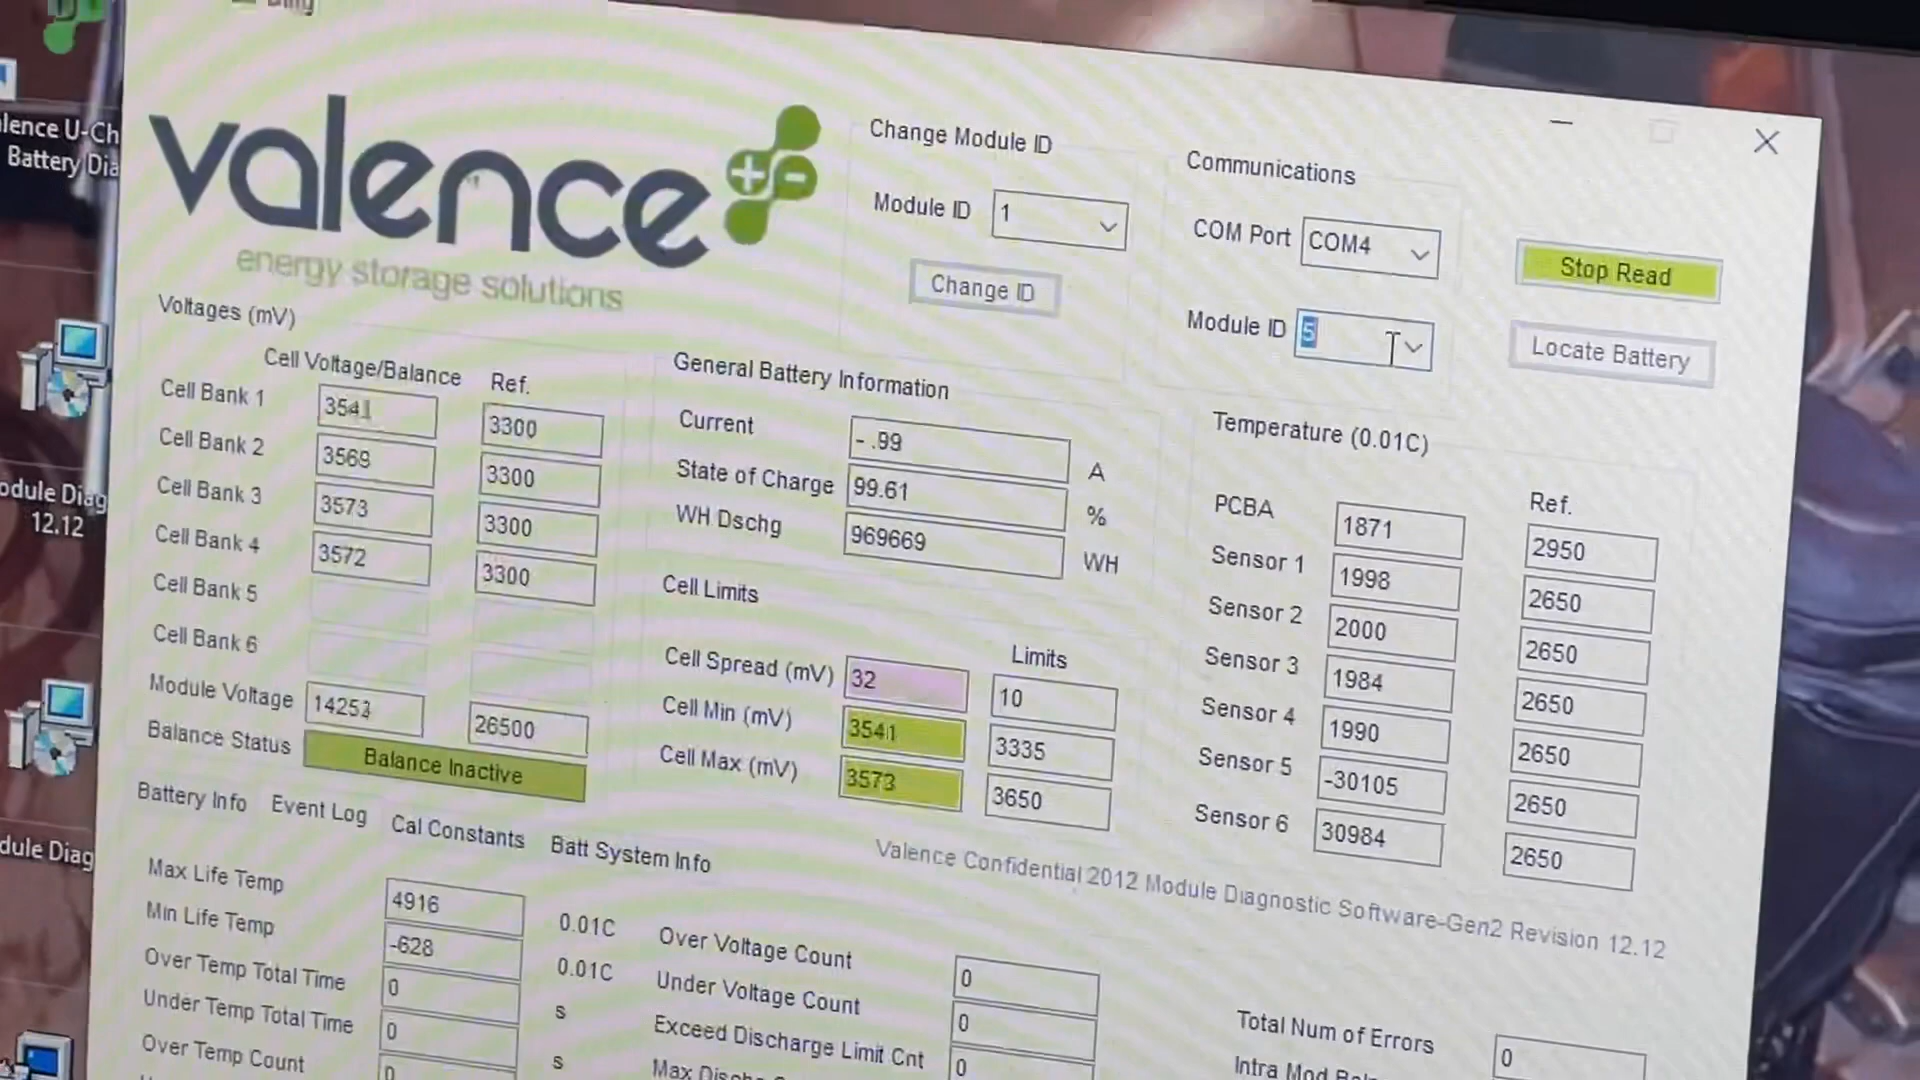 valence
energy storage solutions
Change Module ID
Module ID 1
Change ID
Communications
COM Port COM4
Module ID 5
Stop Read
Locate Battery
Voltages (mV)
Cell Voltage/Balance Ref.
Cell Bank 1 3541 3300
Cell Bank 2 3569 3300
Cell Bank 3 3573 3300
Cell Bank 4 3572 3300
Cell Bank 5
Cell Bank 6
Module Voltage 14253 26500
Balance Status Balance Inactive
General Battery Information
Current - .99 A
State of Charge 99.61 %
WH Dschg 969669 WH
Cell Limits
Limits
Cell Spread (mV) 32 10
Cell Min (mV) 3541 3335
Cell Max (mV) 3573 3650
Temperature (0.01C)
Ref.
PCBA 1871 2950
Sensor 1 1998 2650
Sensor 2 2000 2650
Sensor 3 1984 2650
Sensor 4 1990 2650
Sensor 5 -30105 2650
Sensor 6 30984 2650
Valence Confidential 2012 Module Diagnostic Software-Gen2 Revision 12.12
Battery Info Event Log Cal Constants Batt System Info
Max Life Temp 4916 0.01C
Min Life Temp -628 0.01C
Over Temp Total Time 0 s
Under Temp Total Time 0 s
Over Temp Count 0
Over Voltage Count 0
Under Voltage Count 0
Exceed Discharge Limit Cnt 0
Total Num of Errors 0
Intra Mod
lence U-Ch
Battery Dia
odule Diag
12.12
dule Diag